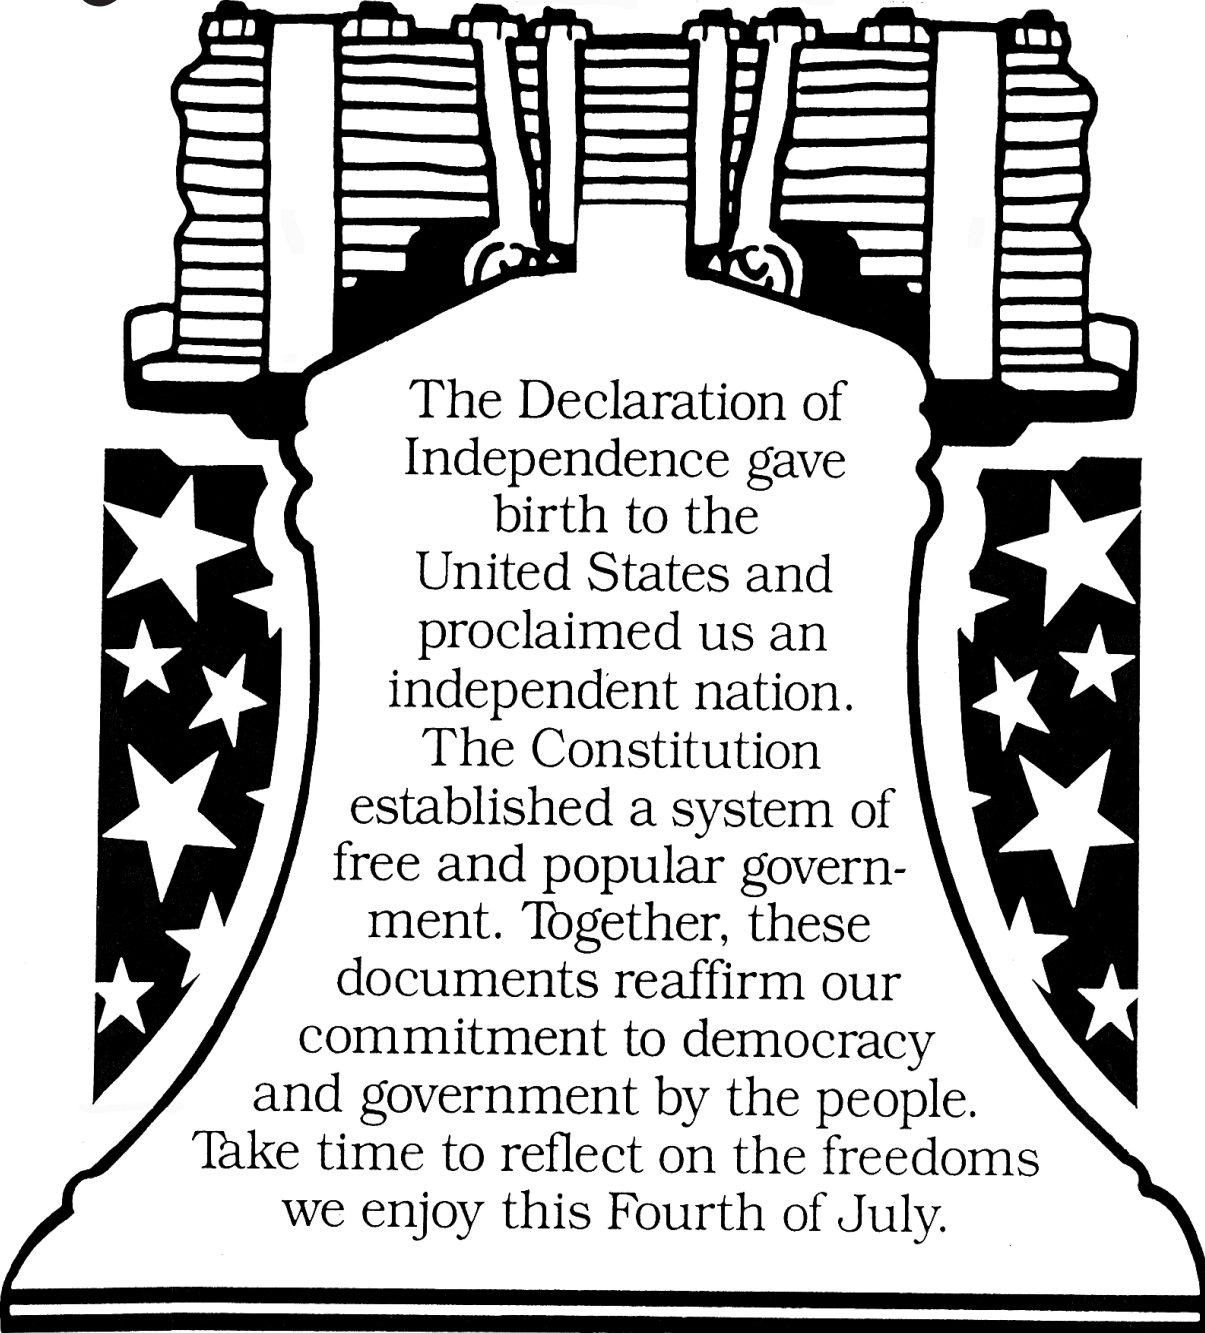 The Declaration of
Independence gave
birth to the
United States and
proclaimed us an
independent nation.
The Constitution
established a system of
free and popular govern-
ment. Together, these
documents reaffirm our
commitment to democracy
and government by the people.
Take time to reflect on the freedoms
we enjoy this Fourth of July.